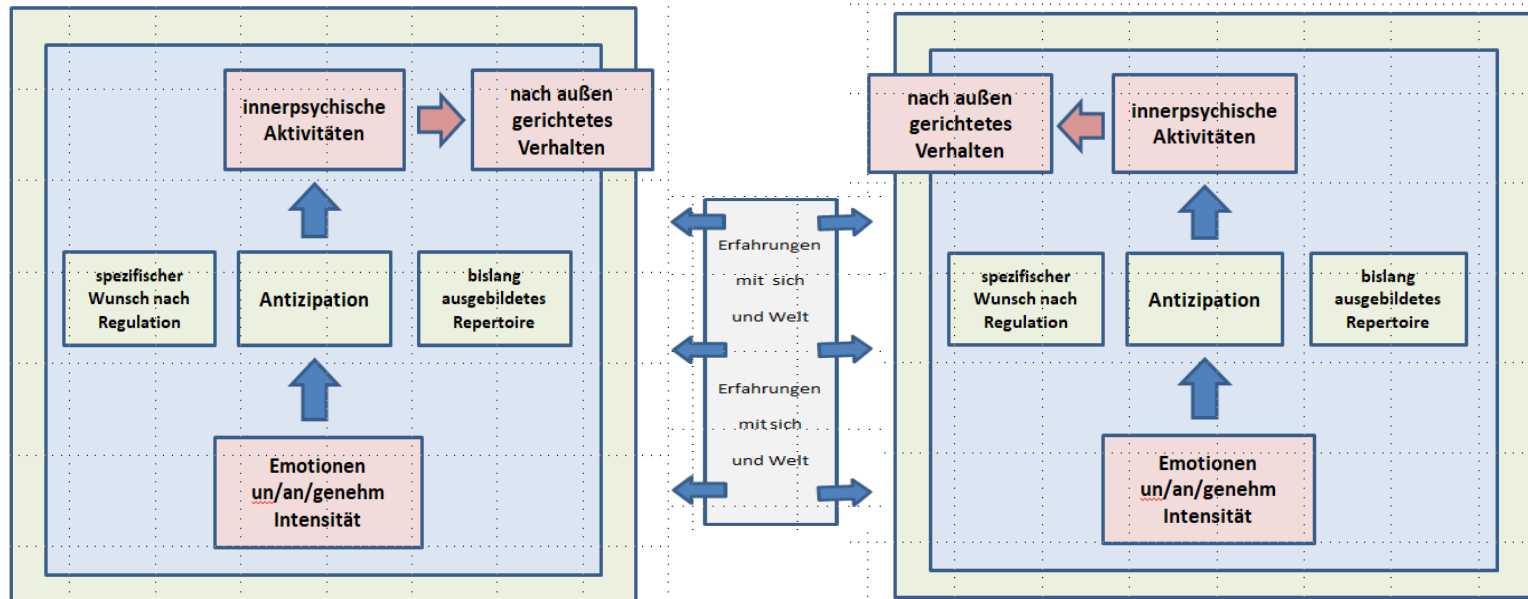 innerpsychische
Aktivitäten
nach außen
gerichtetes
Verhalten
spezifischer
Wunsch nach
Regulation
Antizipation
bislang
ausgebildetes
Repertoire
Emotionen
un/an/genehm
Intensität
Erfahrungen
mit sich
und Welt
Erfahrungen
mit sich
und Welt
nach außen
gerichtetes
Verhalten
innerpsychische
Aktivitäten
spezifischer
Wunsch nach
Regulation
Antizipation
bislang
ausgebildetes
Repertoire
Emotionen
un/an/genehm
Intensität